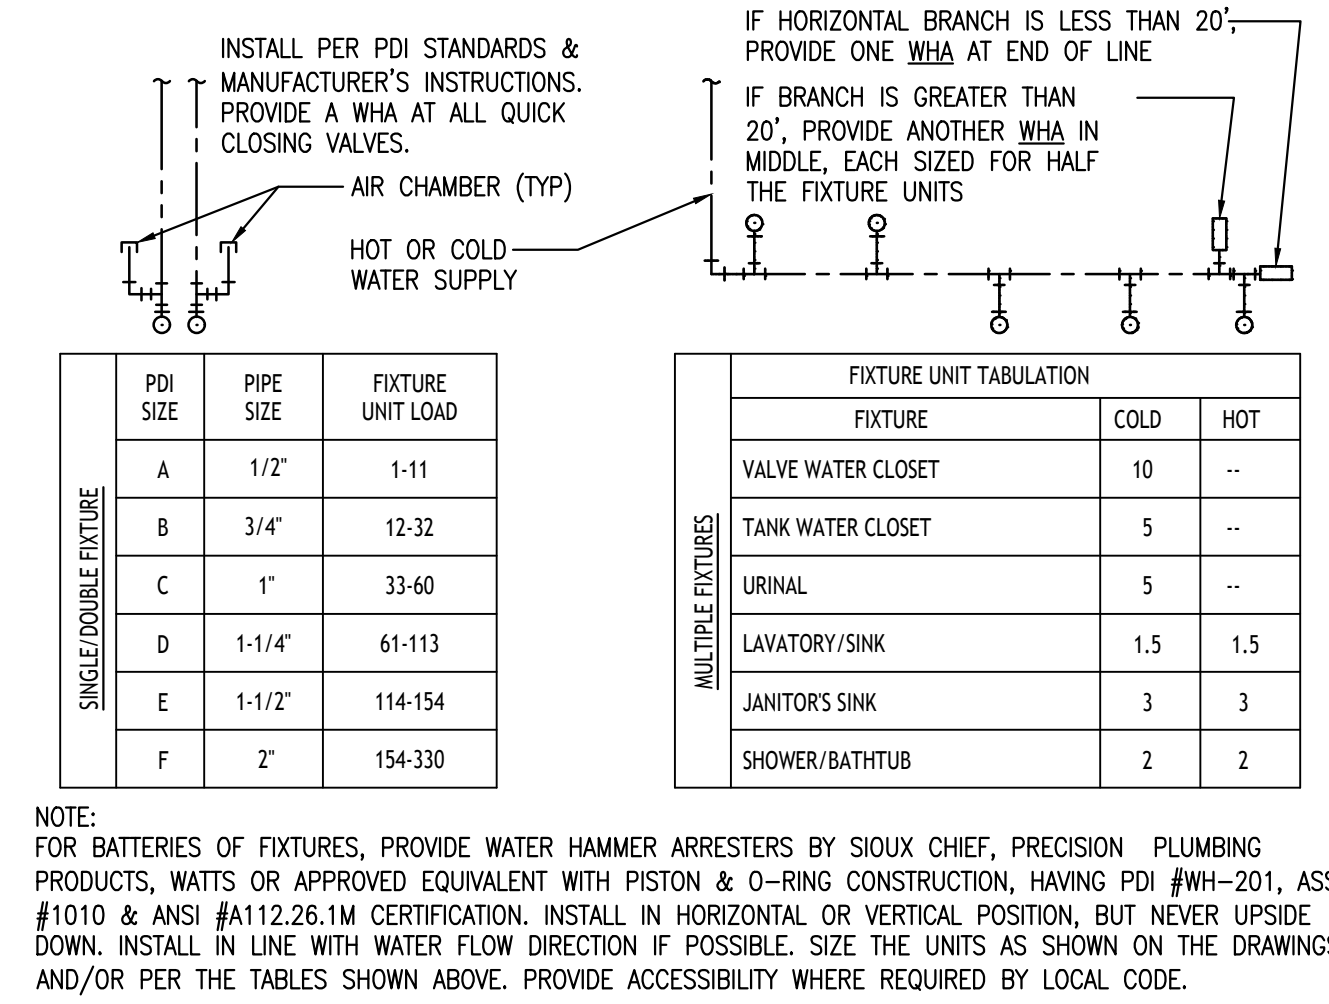 INSTALL PER PDI STANDARDS &
MANUFACTURER'S INSTRUCTIONS.
PROVIDE A WHA AT ALL QUICK
CLOSING VALVES.
AIR CHAMBER (TYP)
HOT OR COLD
WATER SUPPLY
IF HORIZONTAL BRANCH IS LESS THAN 20',
PROVIDE ONE WHA AT END OF LINE
IF BRANCH IS GREATER THAN
20', PROVIDE ANOTHER WHA IN
MIDDLE, EACH SIZED FOR HALF
THE FIXTURE UNITS
SINGLE/DOUBLE FIXTURE
PDI SIZE PIPE SIZE FIXTURE UNIT LOAD
A 1/2" 1-11
B 3/4" 12-32
C 1" 33-60
D 1-1/4" 61-113
E 1-1/2" 114-154
F 2" 154-330
MULTIPLE FIXTURES
FIXTURE UNIT TABULATION
FIXTURE COLD HOT
VALVE WATER CLOSET 10 --
TANK WATER CLOSET 5 --
URINAL 5 --
LAVATORY/SINK 1.5 1.5
JANITOR'S SINK 3 3
SHOWER/BATHTUB 2 2
NOTE:
FOR BATTERIES OF FIXTURES, PROVIDE WATER HAMMER ARRESTERS BY SIOUX CHIEF, PRECISION PLUMBING
PRODUCTS, WATTS OR APPROVED EQUIVALENT WITH PISTON & O-RING CONSTRUCTION, HAVING PDI #WH-201,
#1010 & ANSI #A112.26.1M CERTIFICATION. INSTALL IN HORIZONTAL OR VERTICAL POSITION, BUT NEVER UPSIDE
DOWN. INSTALL IN LINE WITH WATER FLOW DIRECTION IF POSSIBLE. SIZE THE UNITS AS SHOWN ON THE DRAWINGS
AND/OR PER THE TABLES SHOWN ABOVE. PROVIDE ACCESSIBILITY WHERE REQUIRED BY LOCAL CODE.